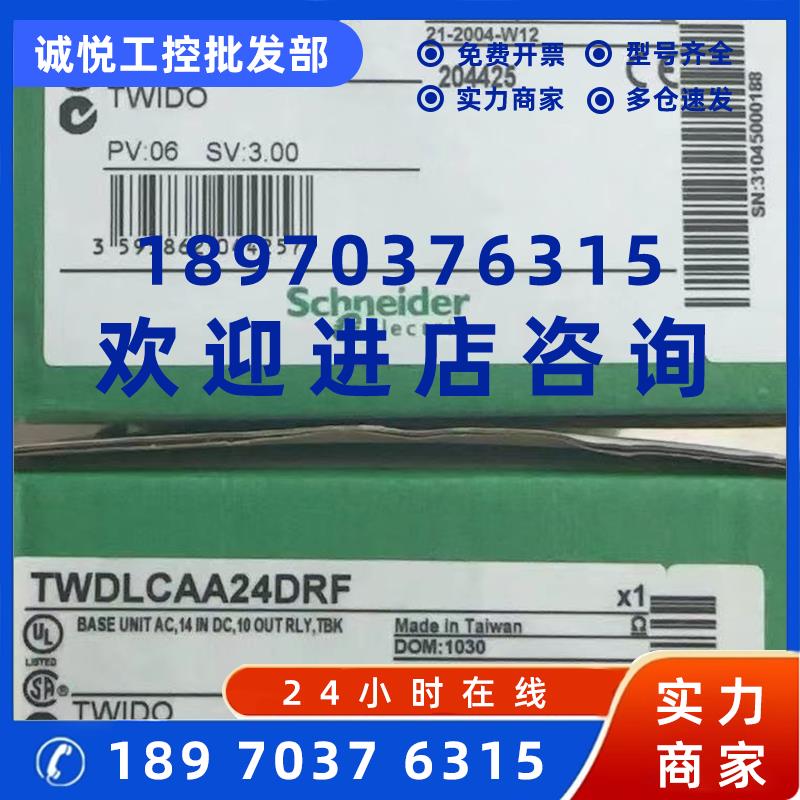 诚悦工控批发部
21-2004-W12
免费开票
型号齐全
204425
实力商家
多仓速发
TWIDO
PV:06 SV:3.00
SN:31045000188
18970376315
Schneider
欢迎进店咨询
TWDLCAA24DRF
x1
BASE UNIT AC,14 IN DC,10 OUT RLY,TBK
Made in Taiwan
Ω
UL
LISTED
DOM:1030
SA
TWIDO
24小时在线
实力
商家
189 7037 6315